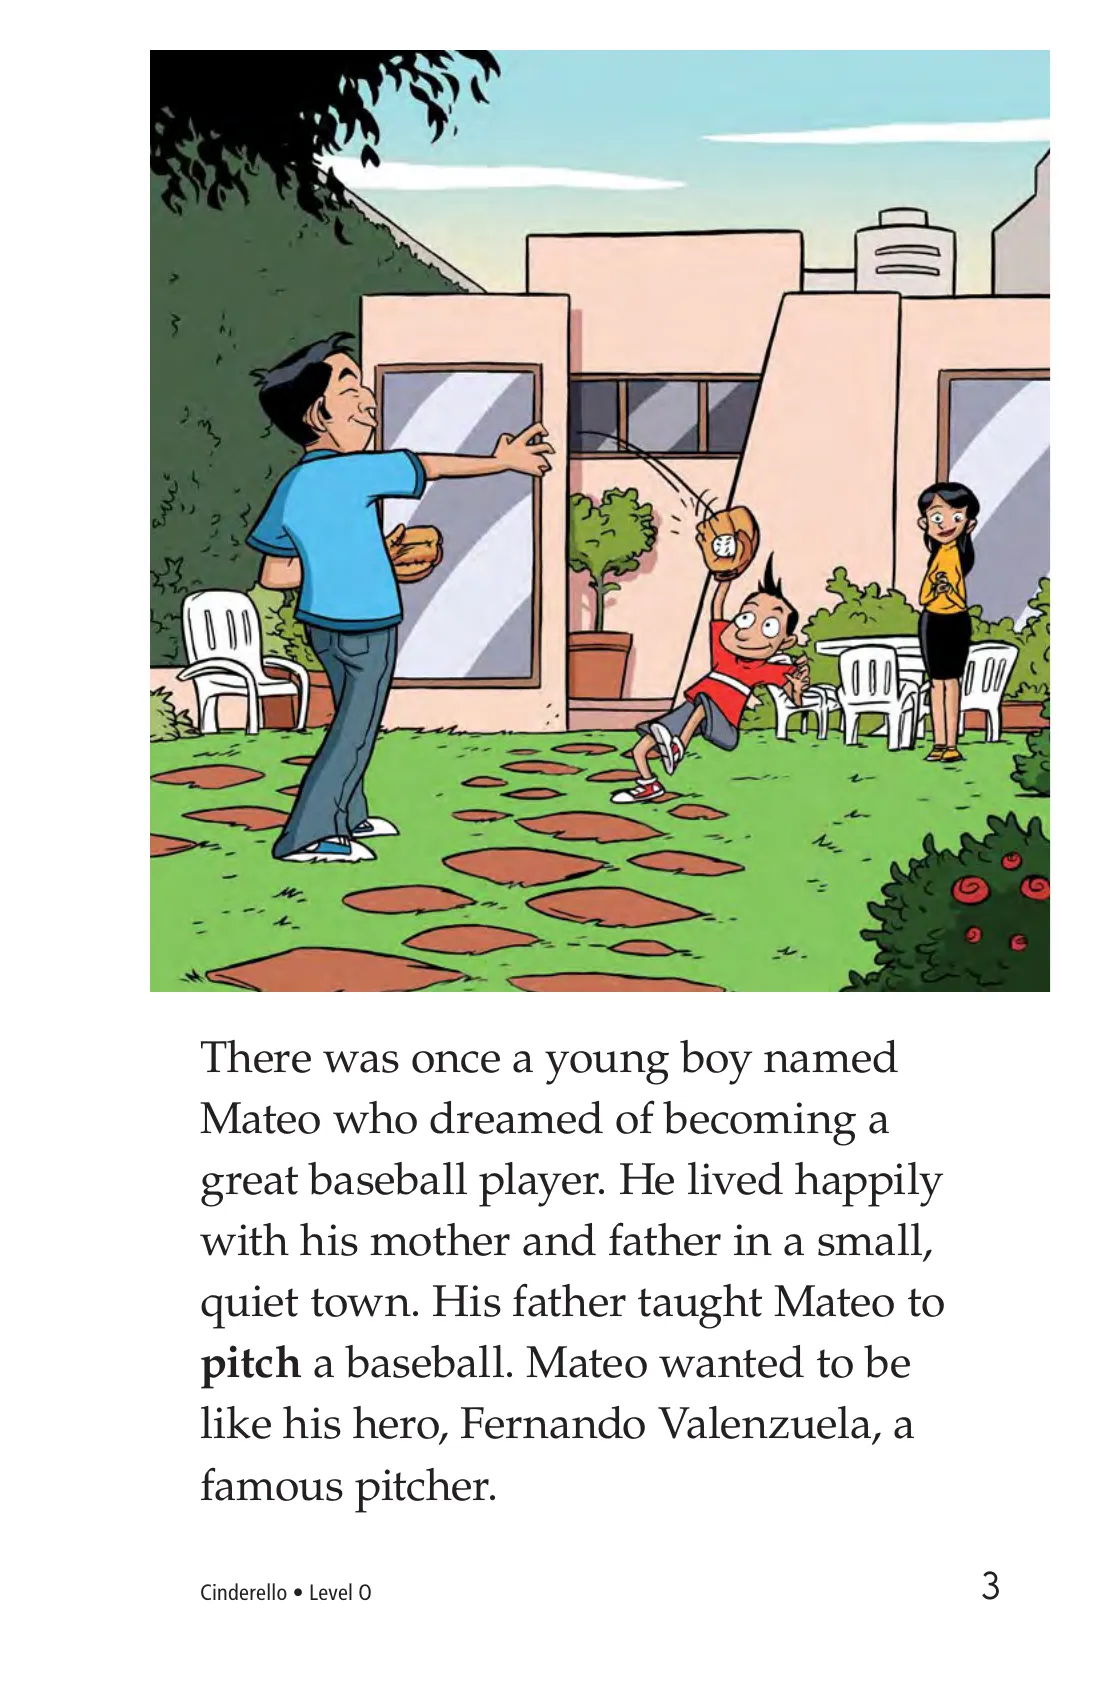 There was once a young boy named
Mateo who dreamed of becoming a
great baseball player. He lived happily
with his mother and father in a small,
quiet town. His father taught Mateo to
pitch a baseball. Mateo wanted to be
like his hero, Fernando Valenzuela, a
famous pitcher.
Cinderello • Level O
3